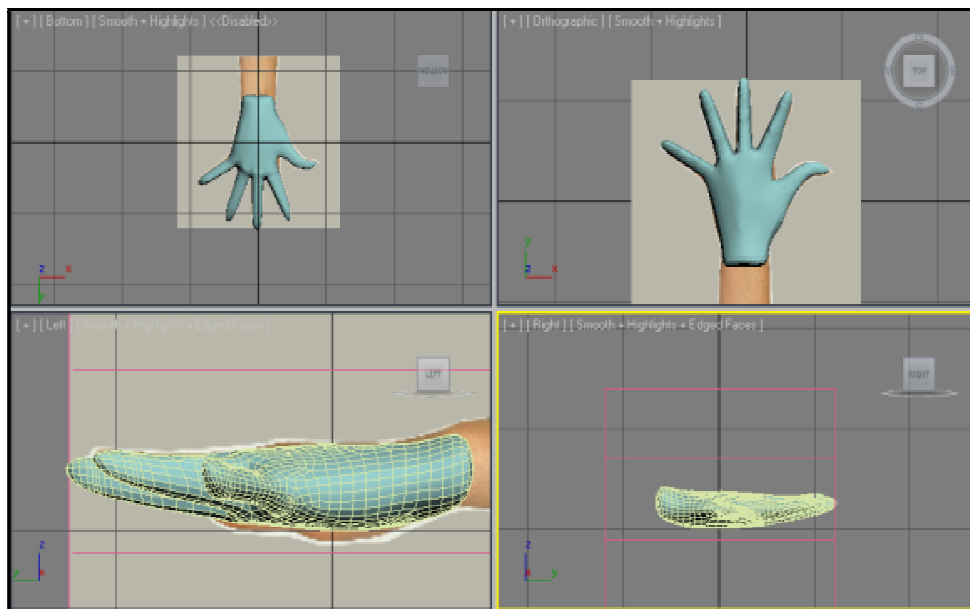 [ + ] [ Bottom ] [ Smooth + Highlights ] <<Disabled>>
[ + ] [ Orthographic ] [ Smooth + Highlights ]
TOP
z x
y
y
z x
[ + ] [ Left ] [ Smooth + Highlights + Edged Faces ]
LEFT
[ + ] [ Right ] [ Smooth + Highlights + Edged Faces ]
RIGHT
z
y x
z
x y